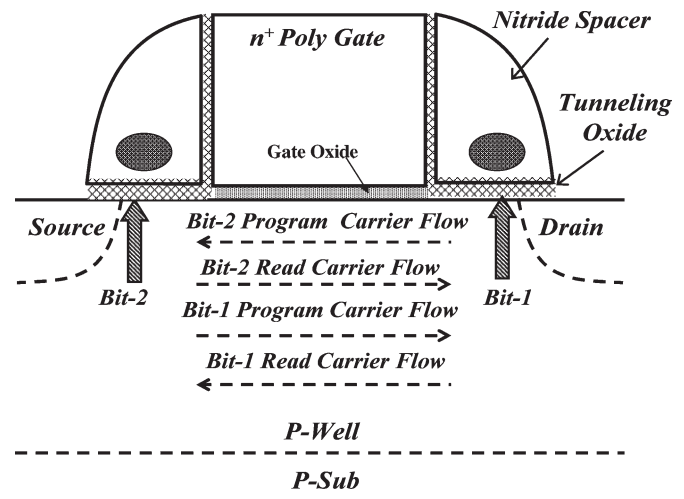 n+ Poly Gate
Nitride Spacer
Tunneling
Oxide
Gate Oxide
Source
Bit-2 Program Carrier Flow
Drain
Bit-2 Read Carrier Flow
Bit-2
Bit-1
Bit-1 Program Carrier Flow
Bit-1 Read Carrier Flow
P-Well
P-Sub